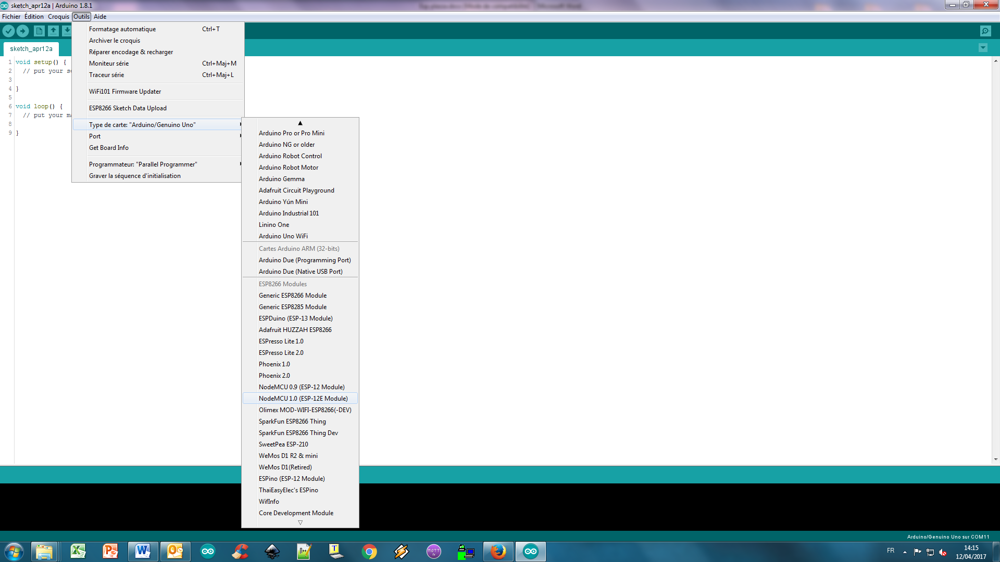 sketch_apr12a | Arduino 1.8.1
Fichier Édition Croquis Outils Aide
Formatage automatique Ctrl+T
Archiver le croquis
Réparer encodage & recharger
Moniteur série Ctrl+Maj+M
Traceur série Ctrl+Maj+L
WiFi101 Firmware Updater
ESP8266 Sketch Data Upload
Type de carte: "Arduino/Genuino Uno"
Port
Get Board Info
Programmateur: "Parallel Programmer"
Graver la séquence d'initialisation
sketch_apr12a
1 void setup() {
2 // put your se
3
4 }
5
6 void loop() {
7 // put your ma
8
9 }
Arduino Pro or Pro Mini
Arduino NG or older
Arduino Robot Control
Arduino Robot Motor
Arduino Gemma
Adafruit Circuit Playground
Arduino Yún Mini
Arduino Industrial 101
Linino One
Arduino Uno WiFi
Cartes Arduino ARM (32-bits)
Arduino Due (Programming Port)
Arduino Due (Native USB Port)
ESP8266 Modules
Generic ESP8266 Module
Generic ESP8285 Module
ESPDuino (ESP-13 Module)
Adafruit HUZZAH ESP8266
ESPresso Lite 1.0
ESPresso Lite 2.0
Phoenix 1.0
Phoenix 2.0
NodeMCU 0.9 (ESP-12 Module)
NodeMCU 1.0 (ESP-12E Module)
Olimex MOD-WIFI-ESP8266(-DEV)
SparkFun ESP8266 Thing
SparkFun ESP8266 Thing Dev
SweetPea ESP-210
WeMos D1 R2 & mini
WeMos D1(Retired)
ESPino (ESP-12 Module)
ThaiEasyElec's ESPino
WifInfo
Core Development Module
Arduino/Genuino Uno sur COM11
MATT
FR
14:15
12/04/2017